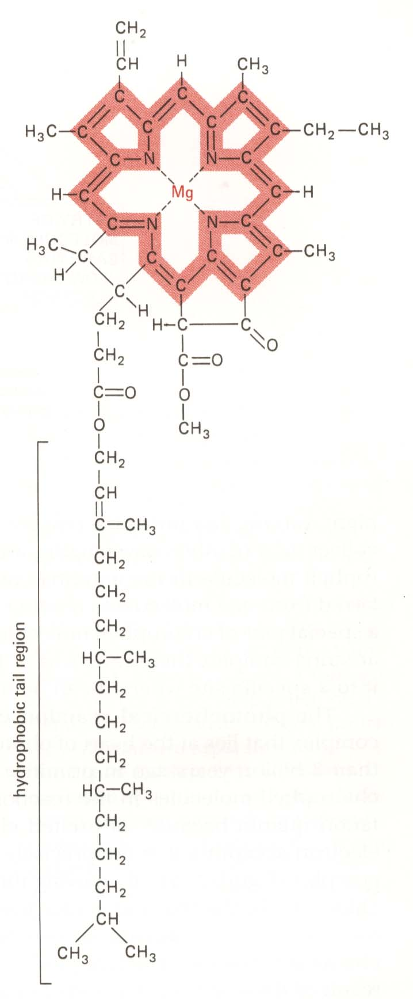 CH2
CH H CH3
C C C
H3C—C C C C—CH2—CH3
C—N N—C
Mg
H—C C—H
C=N N—C
H3C C C C C—CH3
H C C C
CH2 H H—C C
CH2 C=O O
C=O O
O CH3
CH2
CH
C—CH3
CH2
CH2
CH2
HC—CH3
CH2
CH2
CH2
HC—CH3
CH2
CH2
CH2
CH
CH3 CH3
hydrophobic tail region